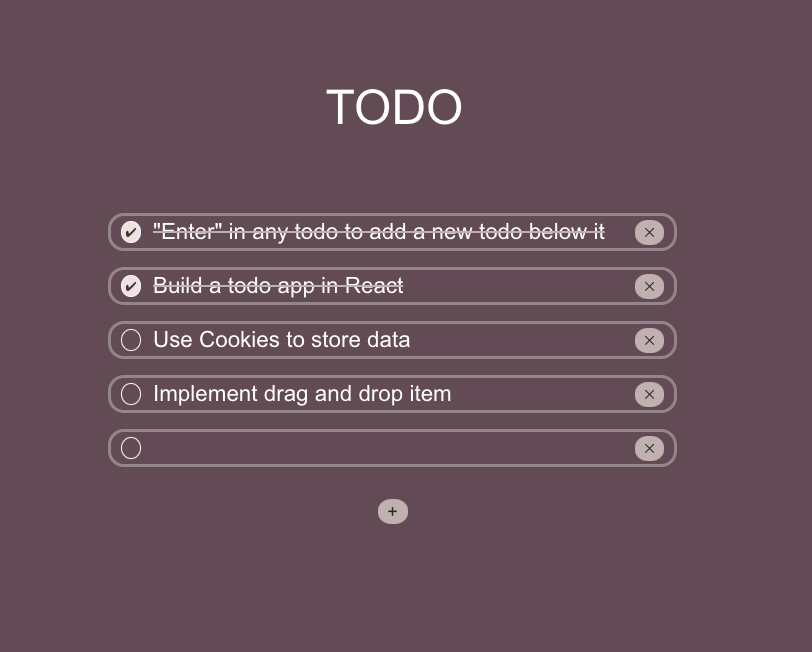 TODO
"Enter" in any todo to add a new todo below it
Build a todo app in React
Use Cookies to store data
Implement drag and drop item
+